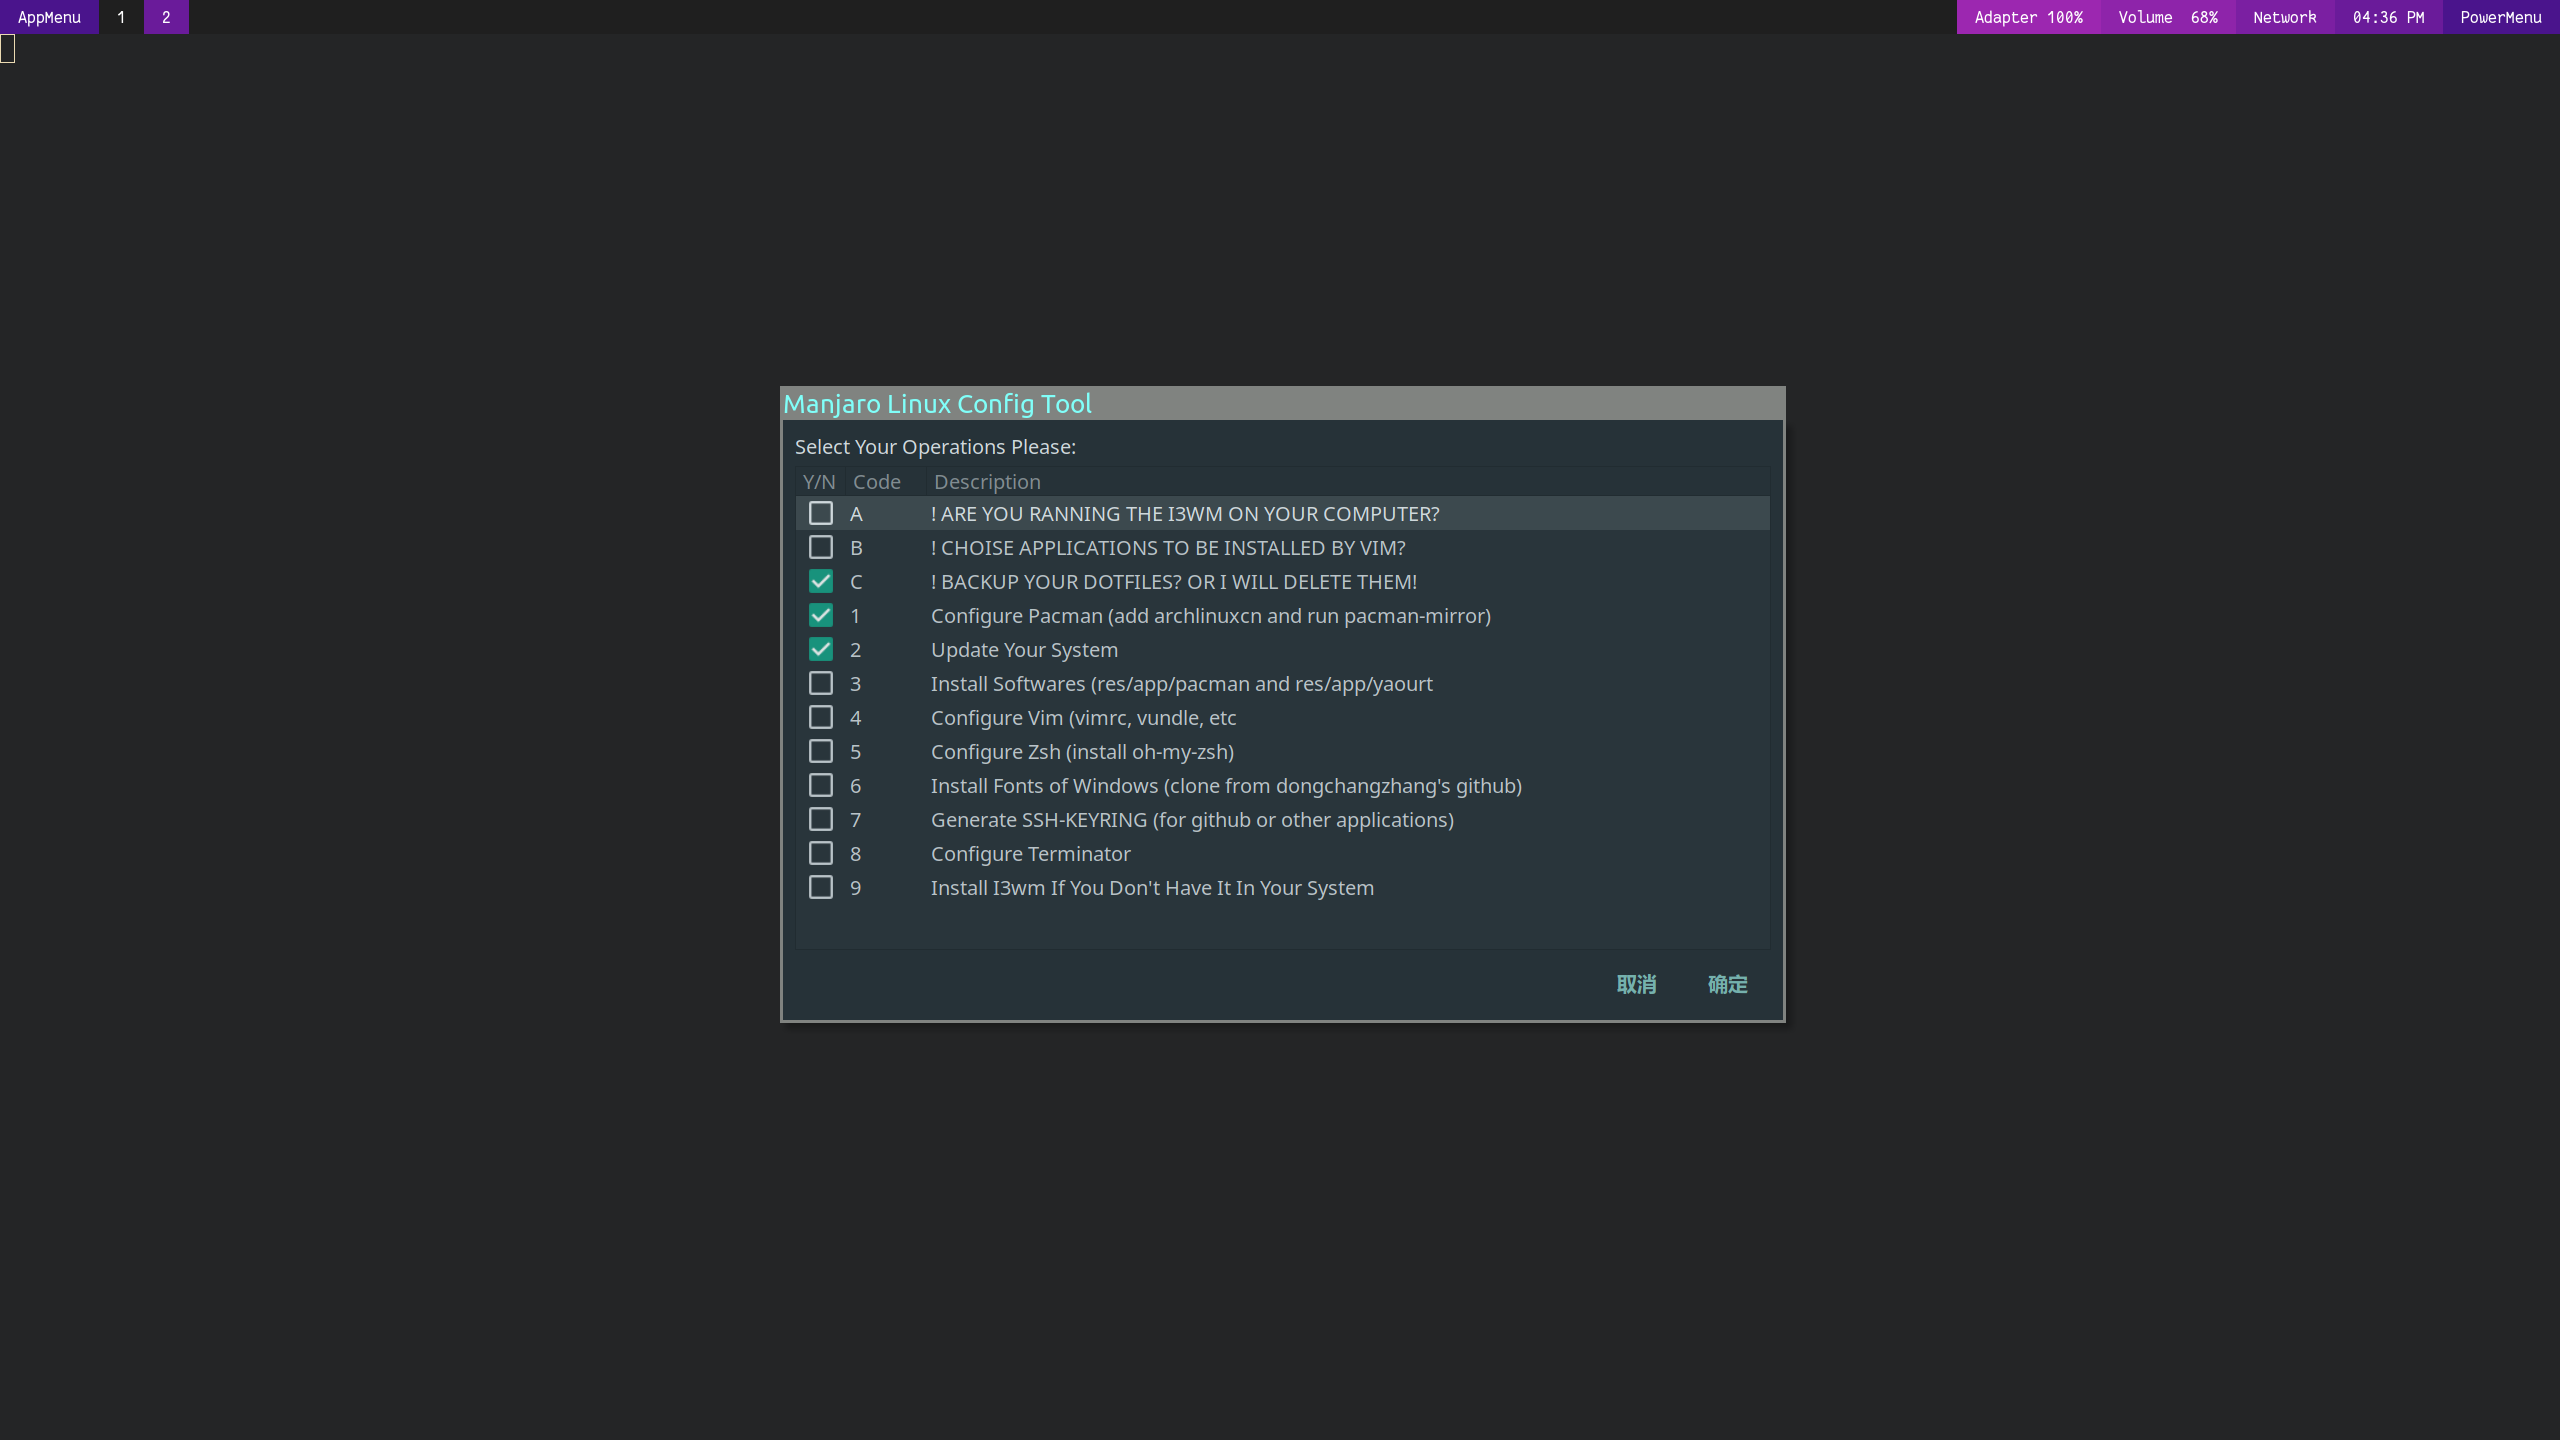 AppMenu 1 2 Adapter 100% Volume 68% Network 04:36 PM PowerMenu
Manjaro Linux Config Tool
Select Your Operations Please:
Y/N Code Description
A ! ARE YOU RANNING THE I3WM ON YOUR COMPUTER?
B ! CHOISE APPLICATIONS TO BE INSTALLED BY VIM?
C ! BACKUP YOUR DOTFILES? OR I WILL DELETE THEM!
1 Configure Pacman (add archlinuxcn and run pacman-mirror)
2 Update Your System
3 Install Softwares (res/app/pacman and res/app/yaourt
4 Configure Vim (vimrc, vundle, etc
5 Configure Zsh (install oh-my-zsh)
6 Install Fonts of Windows (clone from dongchangzhang's github)
7 Generate SSH-KEYRING (for github or other applications)
8 Configure Terminator
9 Install I3wm If You Don't Have It In Your System
取消 确定